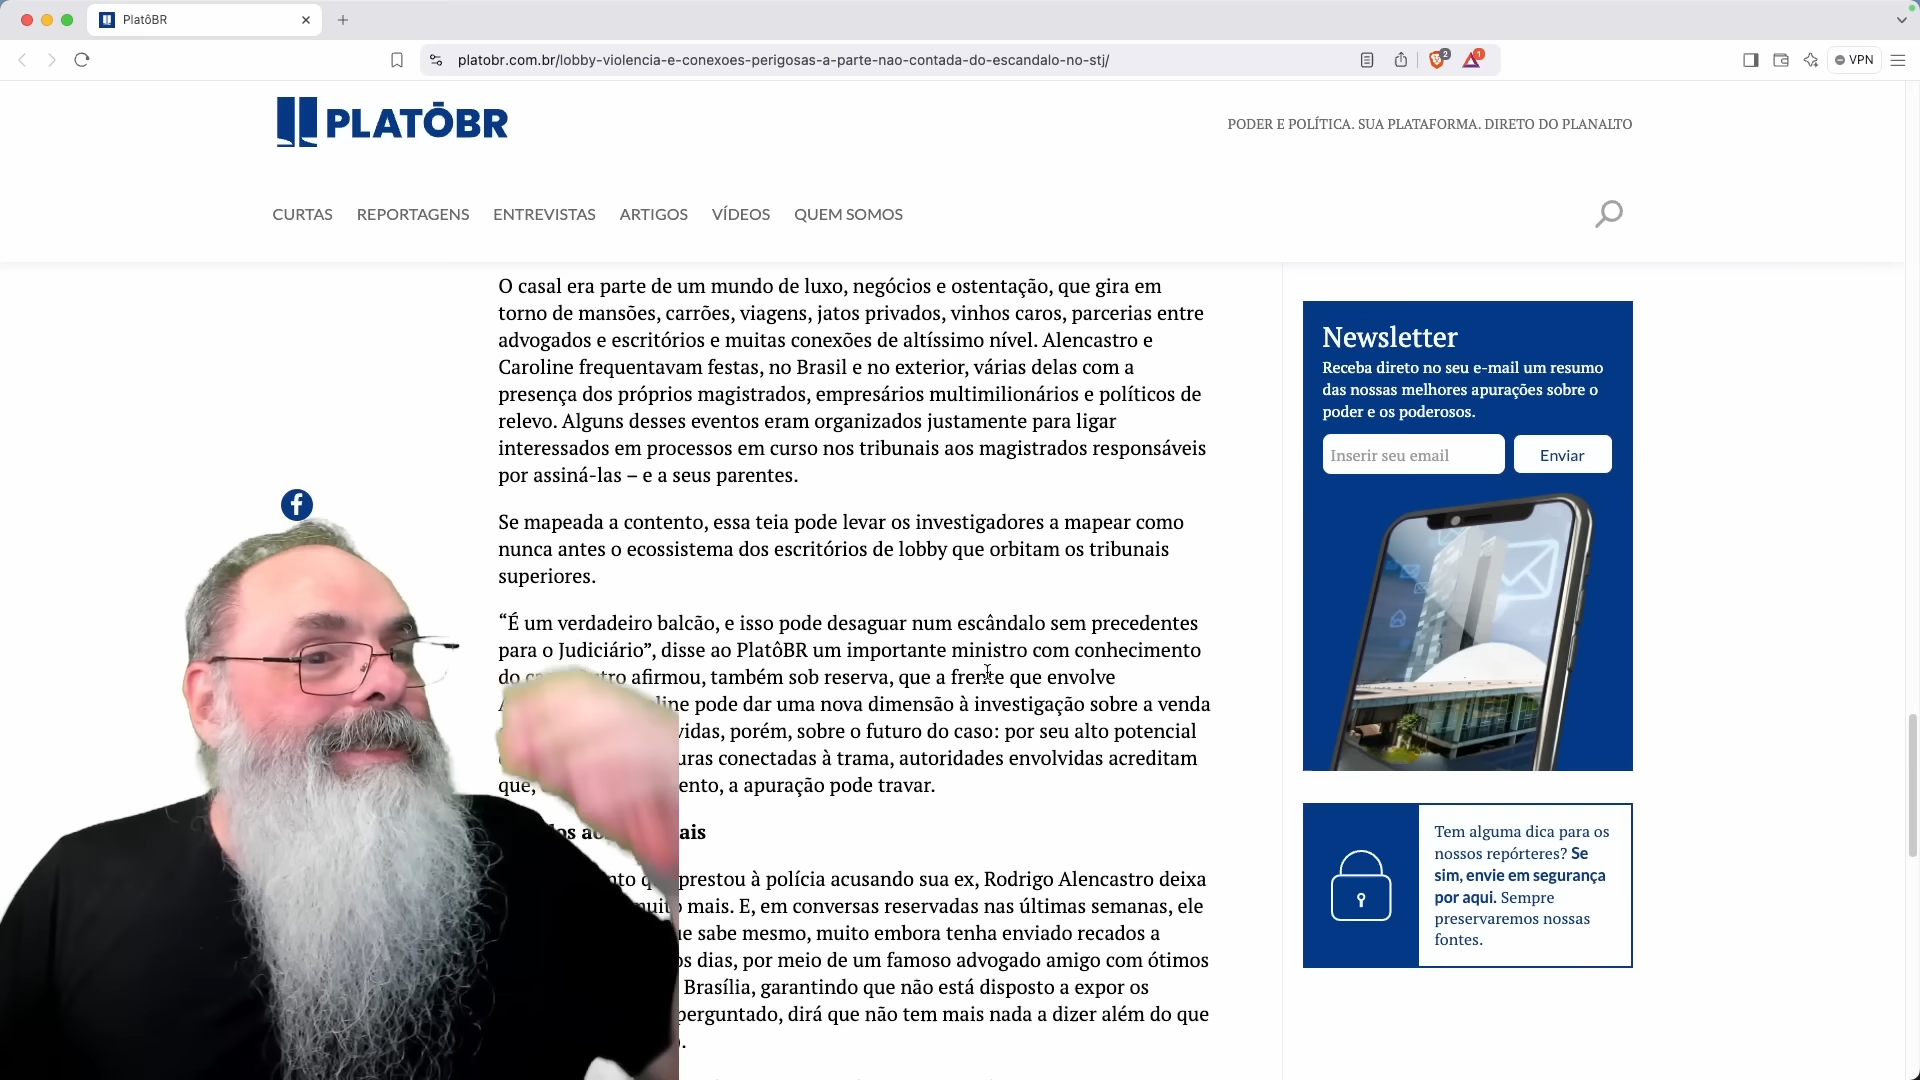 PlatôBR
platobr.com.br/lobby-violencia-e-conexoes-perigosas-a-parte-nao-contada-do-escandalo-no-stj/
2
1
VPN
PLATÔBR
PODER E POLÍTICA. SUA PLATAFORMA. DIRETO DO PLANALTO
CURTAS REPORTAGENS ENTREVISTAS ARTIGOS VÍDEOS QUEM SOMOS
O casal era parte de um mundo de luxo, negócios e ostentação, que gira em
torno de mansões, carrões, viagens, jatos privados, vinhos caros, parcerias entre
advogados e escritórios e muitas conexões de altíssimo nível. Alencastro e
Caroline frequentavam festas, no Brasil e no exterior, várias delas com a
presença dos próprios magistrados, empresários multimilionários e políticos de
relevo. Alguns desses eventos eram organizados justamente para ligar
interessados em processos em curso nos tribunais aos magistrados responsáveis
por assiná-las – e a seus parentes.
Se mapeada a contento, essa teia pode levar os investigadores a mapear como
nunca antes o ecossistema dos escritórios de lobby que orbitam os tribunais
superiores.
“É um verdadeiro balcão, e isso pode desaguar num escândalo sem precedentes
para o Judiciário”, disse ao PlatôBR um importante ministro com conhecimento
do afirmou, também sob reserva, que a frente que envolve
pode dar uma nova dimensão à investigação sobre a venda
porém, sobre o futuro do caso: por seu alto potencial
conectadas à trama, autoridades envolvidas acreditam
que, a apuração pode travar.
prestou à polícia acusando sua ex, Rodrigo Alencastro deixa
mais. E, em conversas reservadas nas últimas semanas, ele
sabe mesmo, muito embora tenha enviado recados a
dias, por meio de um famoso advogado amigo com ótimos
Brasília, garantindo que não está disposto a expor os
perguntado, dirá que não tem mais nada a dizer além do que
Newsletter
Receba direto no seu e-mail um resumo
das nossas melhores apurações sobre o
poder e os poderosos.
Inserir seu email Enviar
Tem alguma dica para os
nossos repórteres? Se
sim, envie em segurança
por aqui. Sempre
preservaremos nossas
fontes.